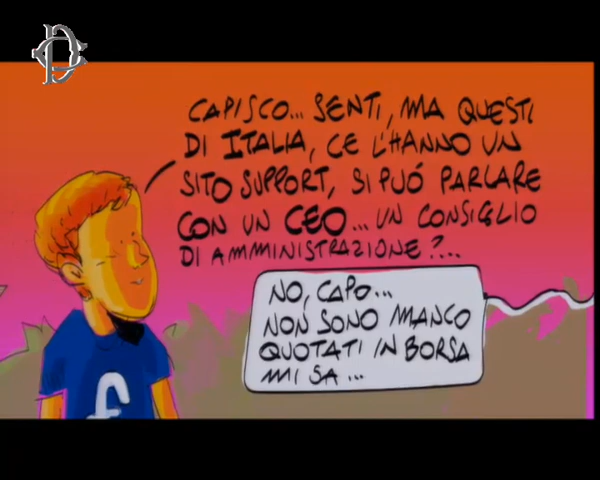 CAPISCO... SENTI, MA QUESTI
DI ITALIA, CE L'HANNO UN
SITO SUPPORT, SI PUÓ PARLARE
CON UN CEO... UN CONSIGLIO
DI AMMINISTRAZIONE?...
NO, CAPO...
NON SONO MANCO
QUOTATI IN BORSA
MI SA...
f